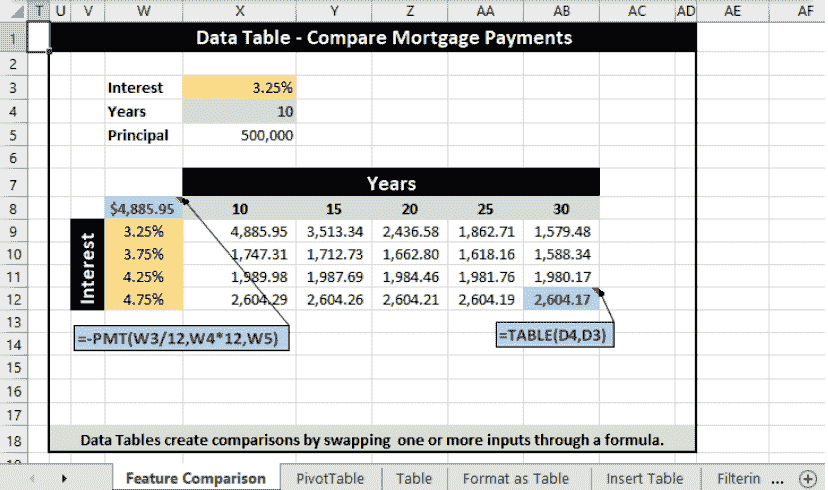 T U V W X Y Z AA AB AC AD AE AF
1 Data Table - Compare Mortgage Payments
2
3 Interest 3.25%
4 Years 10
5 Principal 500,000
6
7 Years
8 $4,885.95 10 15 20 25 30
Interest
9 3.25% 4,885.95 3,513.34 2,436.58 1,862.71 1,579.48
10 3.75% 1,747.31 1,712.73 1,662.80 1,618.16 1,588.34
11 4.25% 1,989.98 1,987.69 1,984.46 1,981.76 1,980.17
12 4.75% 2,604.29 2,604.26 2,604.21 2,604.19 2,604.17
13
14 =-PMT(W3/12,W4*12,W5) =TABLE(D4,D3)
15
16
17
18 Data Tables create comparisons by swapping one or more inputs through a formula.
Feature Comparison PivotTable Table Format as Table Insert Table Filterin ...